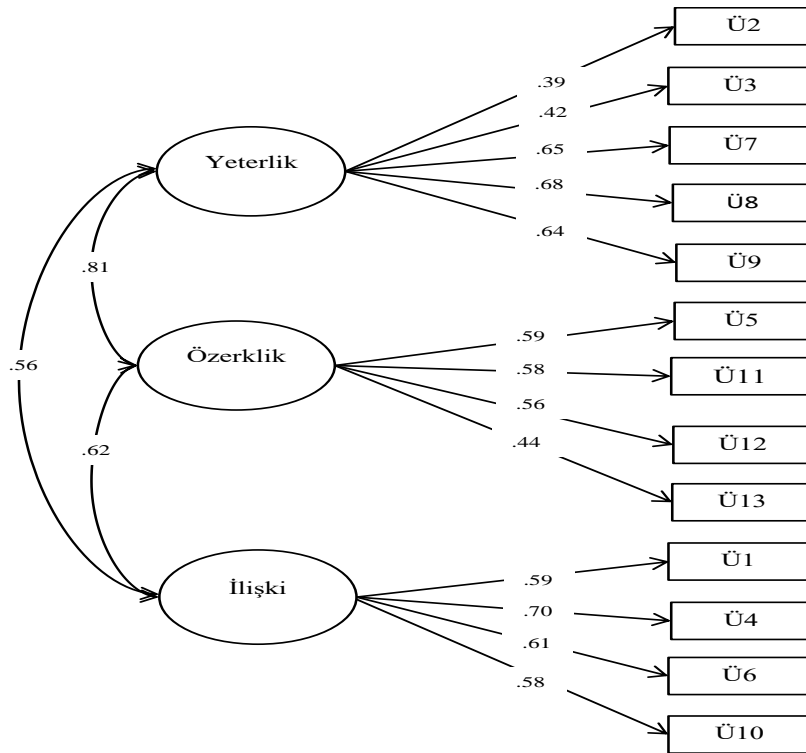 Ü2
.39
Ü3
.42
Yeterlik
.65
Ü7
.68
Ü8
.64
Ü9
.81
Ü5
.59
Özerklik
.58
Ü11
.56
.56
Ü12
.44
.62
Ü13
Ü1
.59
İlişki
.70
Ü4
.61
Ü6
.58
Ü10